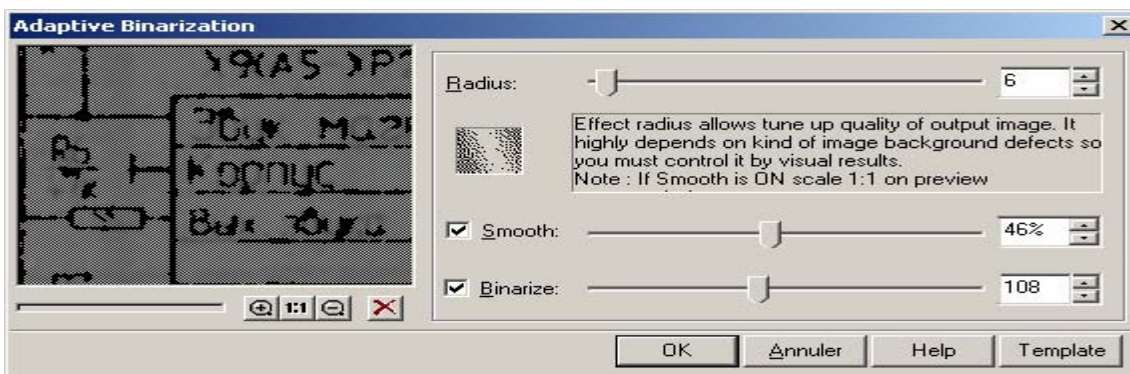 Adaptive Binarization
Radius:
6
Effect radius allows tune up quality of output image. It
highly depends on kind of image background defects so
you must control it by visual results.
Note : If Smooth is ON scale 1:1 on preview
Smooth:
46%
Binarize:
108
1:1
Корпус
OK
Annuler
Help
Template